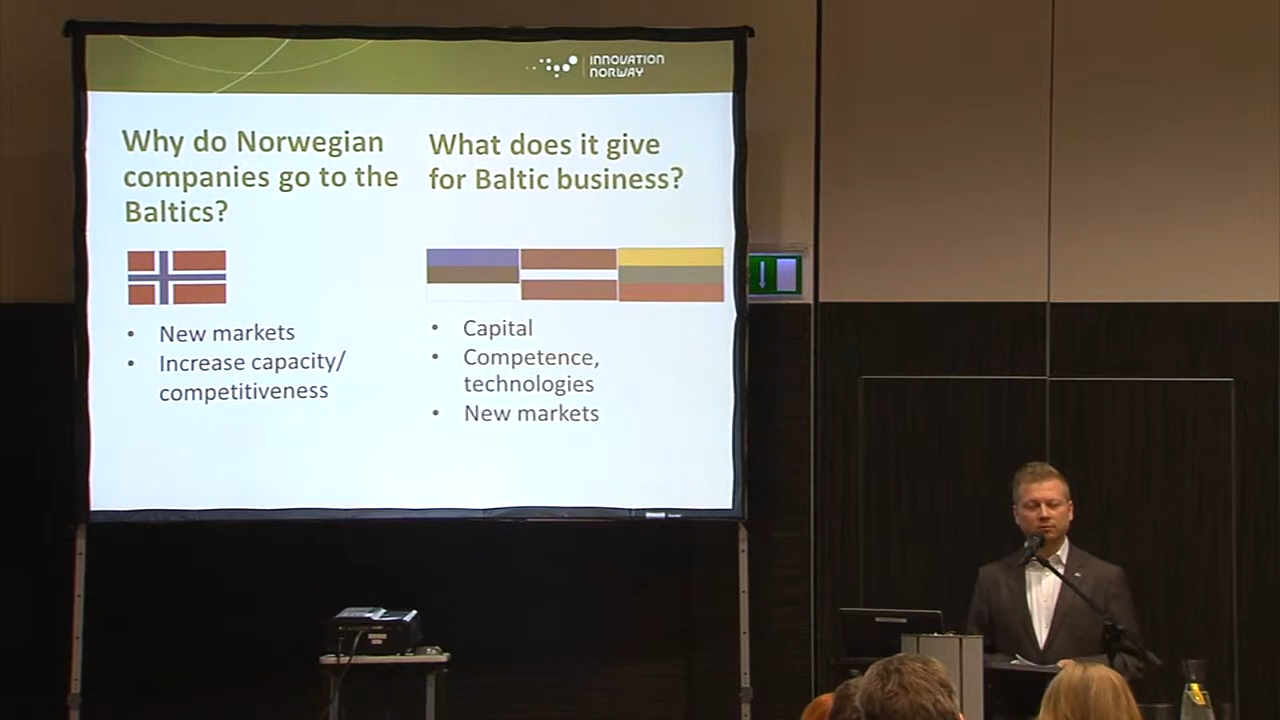 INNOVATION
NORWAY
Why do Norwegian
companies go to the
Baltics?
What does it give
for Baltic business?
• New markets
• Increase capacity/
competitiveness
• Capital
• Competence,
technologies
• New markets